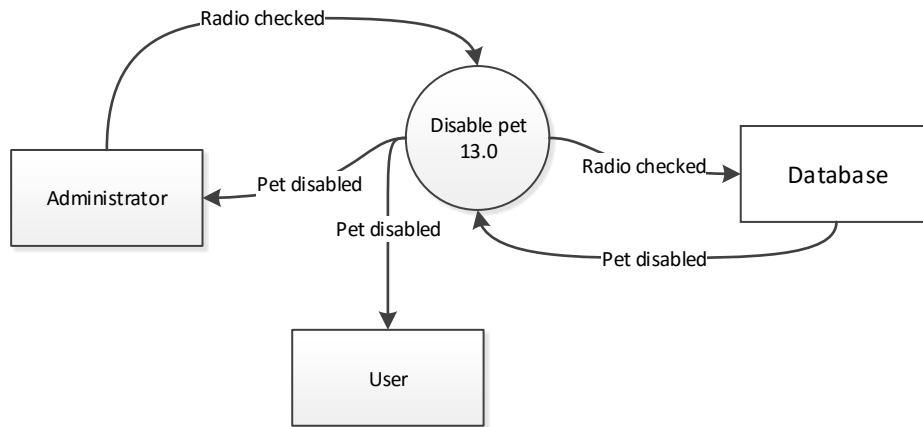 Radio checked
Disable pet
13.0
Radio checked
Database
Administrator
Pet disabled
Pet disabled
Pet disabled
User